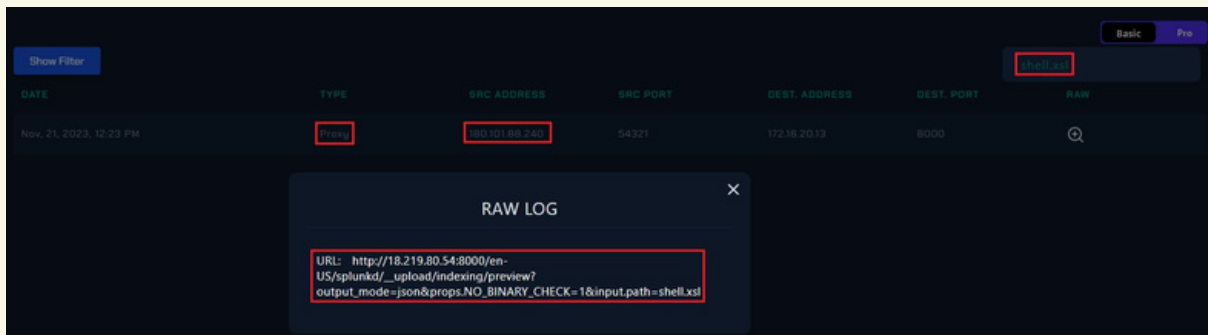 Basic Pro
Show Filter
shell.xsl
DATE TYPE SRC ADDRESS SRC PORT DEST. ADDRESS DEST. PORT RAW
Nov, 21, 2023, 12:23 PM Proxy 180.101.88.240 54321 172.16.20.13 8000
RAW LOG
URL: http://18.219.80.54:8000/en-
US/splunkd/__upload/indexing/preview?
output_mode=json&props.NO_BINARY_CHECK=1&input.path=shell.xsl